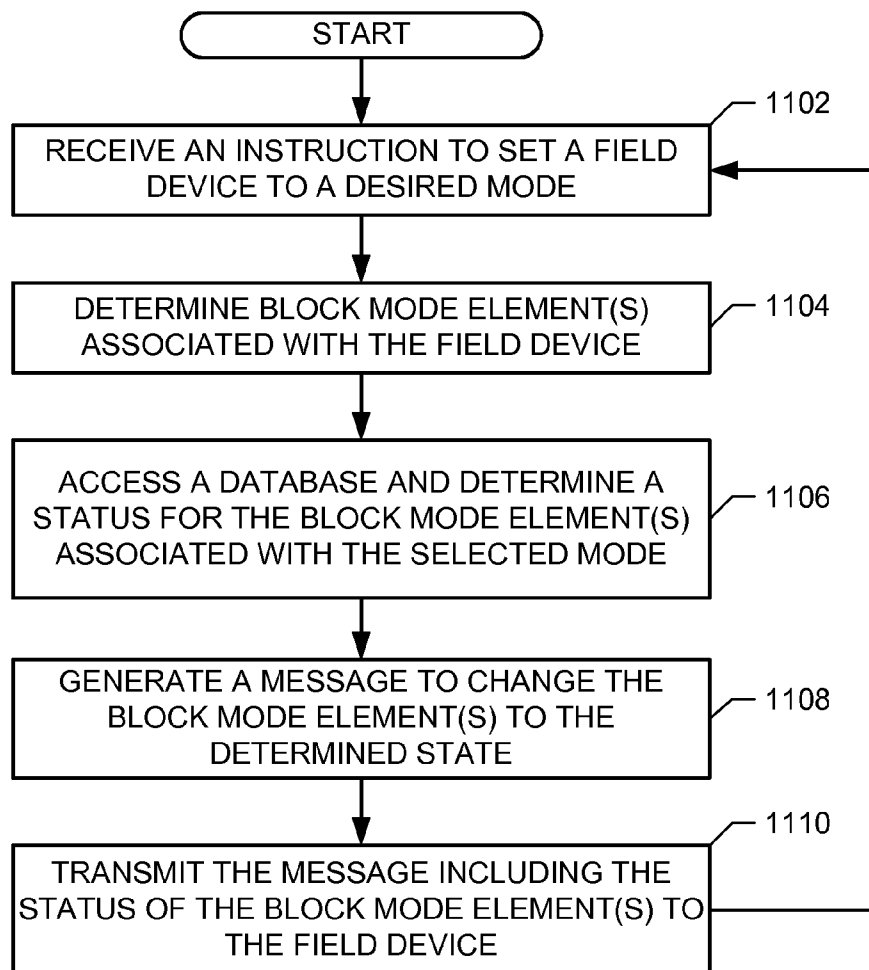 START
1102
RECEIVE AN INSTRUCTION TO SET A FIELD
DEVICE TO A DESIRED MODE
DETERMINE BLOCK MODE ELEMENT(S)
ASSOCIATED WITH THE FIELD DEVICE
1104
ACCESS A DATABASE AND DETERMINE A
STATUS FOR THE BLOCK MODE ELEMENT(S)
ASSOCIATED WITH THE SELECTED MODE
1106
GENERATE A MESSAGE TO CHANGE THE
BLOCK MODE ELEMENT(S) TO THE
DETERMINED STATE
1108
1110
TRANSMIT THE MESSAGE INCLUDING THE
STATUS OF THE BLOCK MODE ELEMENT(S) TO
THE FIELD DEVICE